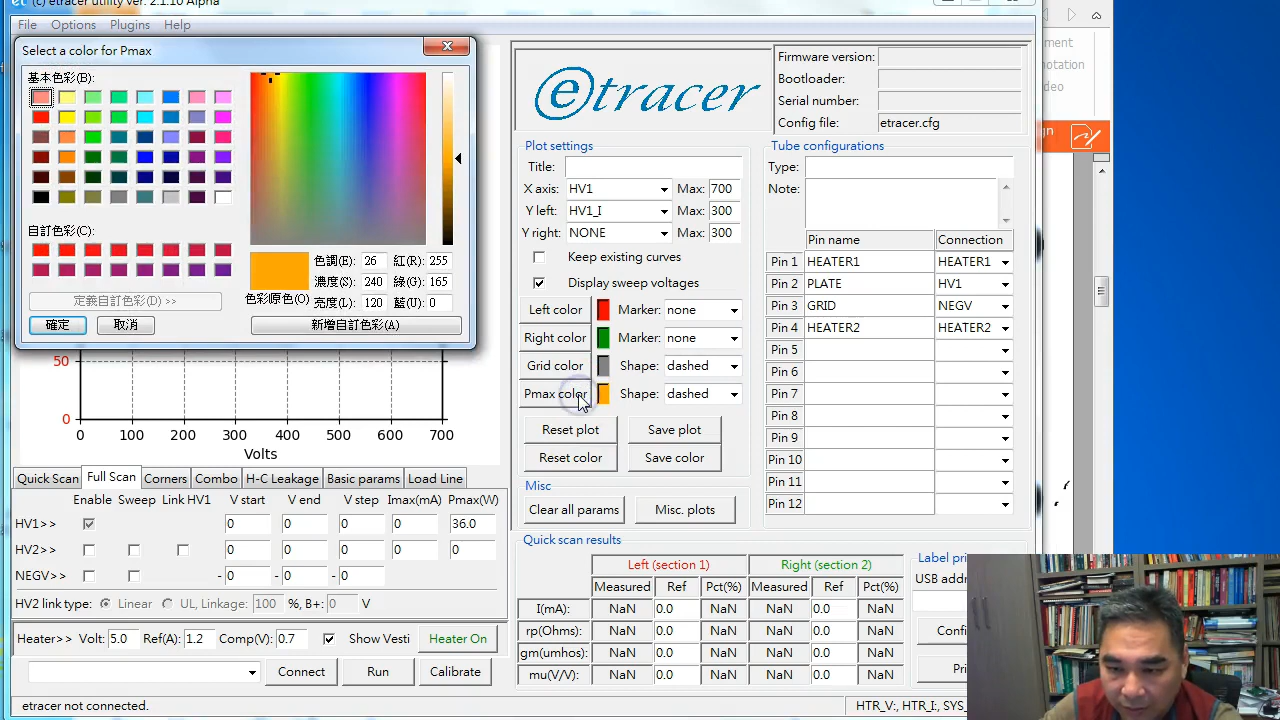 (c) etracer utility ver. 2.1.10 Alpha
File Options Plugins Help
Select a color for Pmax
基本色彩(B):
自訂色彩(C):
定義自訂色彩(D) >>
確定 取消
色彩|原色(O)
色調(E): 26 紅(R): 255
濃度(S): 240 綠(G): 165
亮度(L): 120 藍(U): 0
新增自訂色彩(A)
50
0
0 100 200 300 400 500 600 700
Volts
etracer
Firmware version:
Bootloader:
Serial number:
Config file: etracer.cfg
Plot settings
Title:
X axis: HV1 Max: 700
Y left: HV1_I Max: 300
Y right: NONE Max: 300
Keep existing curves
Display sweep voltages
Left color Marker: none
Right color Marker: none
Grid color Shape: dashed
Pmax color Shape: dashed
Reset plot Save plot
Reset color Save color
Misc
Clear all params Misc. plots
Tube configurations
Type:
Note:
Pin name Connection
Pin 1 HEATER1 HEATER1
Pin 2 PLATE HV1
Pin 3 GRID NEGV
Pin 4 HEATER2 HEATER2
Pin 5
Pin 6
Pin 7
Pin 8
Pin 9
Pin 10
Pin 11
Pin 12
Quick Scan Full Scan Corners Combo H-C Leakage Basic params Load Line
Enable Sweep Link HV1 V start V end V step Imax(mA) Pmax(W)
HV1>> 0 0 0 0 36.0
HV2>> 0 0 0 0 0
NEGV>> -0 -0 -0
HV2 link type: Linear UL, Linkage: 100 %, B+: 0 V
Heater>> Volt: 5.0 Ref(A): 1.2 Comp(V): 0.7 Show Vesti Heater On
Connect Run Calibrate
etracer not connected.
Quick scan results
Left (section 1) Right (section 2)
Measured Ref Pct(%) Measured Ref Pct(%)
I(mA): NaN 0.0 NaN NaN 0.0 NaN
rp(Ohms): NaN 0.0 NaN NaN 0.0 NaN
gm(umhos): NaN 0.0 NaN NaN 0.0 NaN
mu(V/V): NaN 0.0 NaN NaN 0.0 NaN
Label pri
USB addr
Confi
Pri
HTR_V:, HTR_I:, SYS_
ment
notation
deo
gn